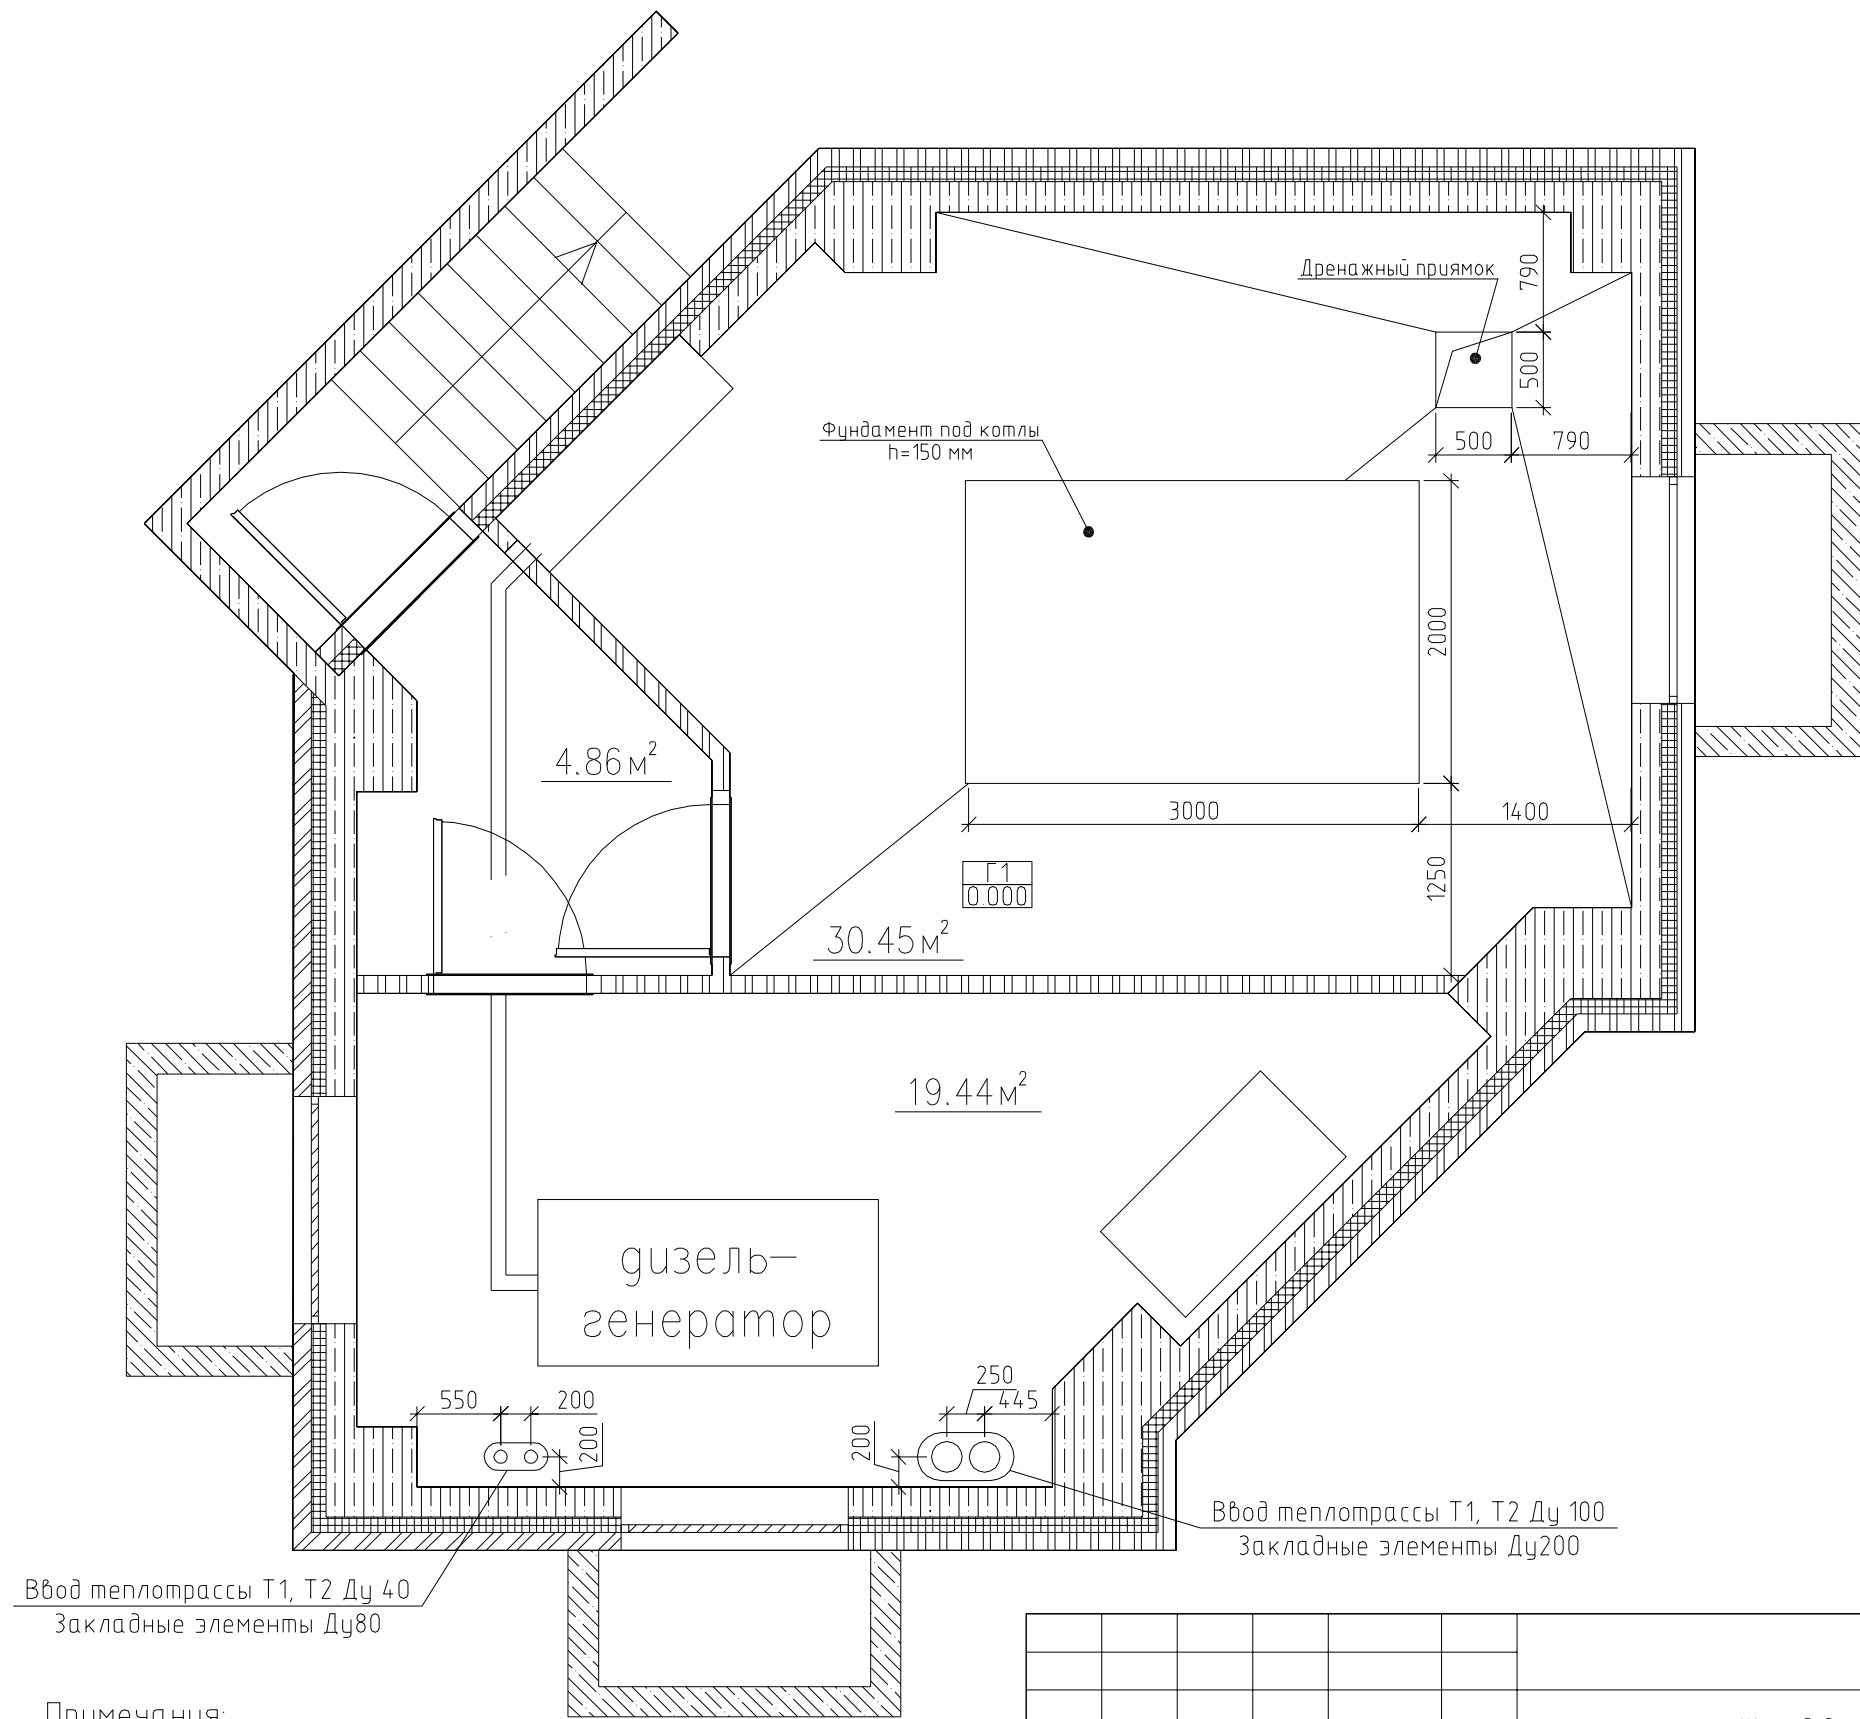 Дренажный приямок
790
500
500
790
Фундамент под котлы
h=150 мм
2000
4.86м²
3000
1400
Г1
0.000
1250
30.45м²
19.44м²
дизель-
генератор
550
200
200
250
445
200
Ввод теплотрассы Т1, Т2 Ду 100
Закладные элементы Ду200
Ввод теплотрассы Т1, Т2 Ду 40
Закладные элементы Ду80
Примечания: